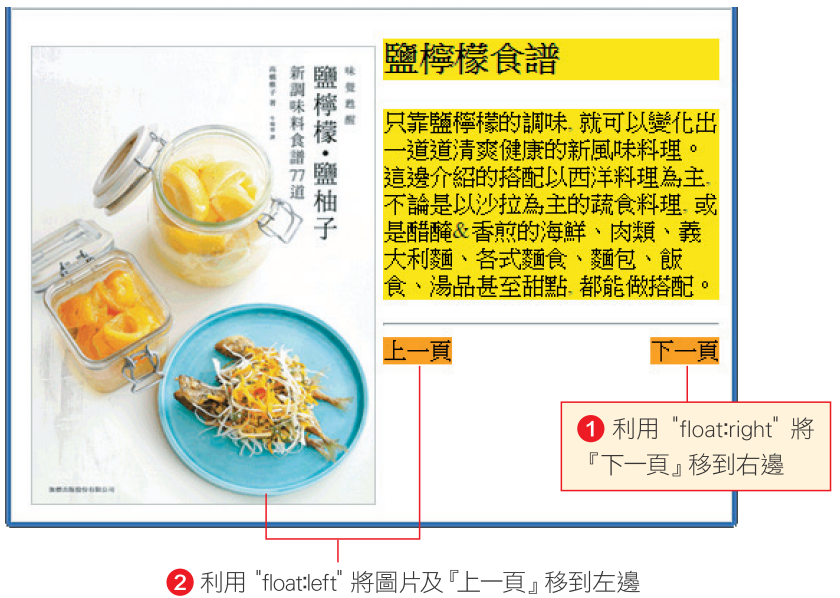 味覺甦醒
鹽檸檬・鹽柚子
新調味料食譜77道
鹽檸檬食譜
只靠鹽檸檬的調味, 就可以變化出
一道道清爽健康的新風味料理。
這邊介紹的搭配以西洋料理為主,
不論是以沙拉為主的蔬食料理, 或
是醋醃&香煎的海鮮、肉類、義
大利麵、各式麵食、麵包、飯
食、湯品甚至甜點, 都能做搭配。
上一頁
下一頁
1 利用 "float:right" 將
『下一頁』移到右邊
2 利用 "float:left" 將圖片及『上一頁』移到左邊